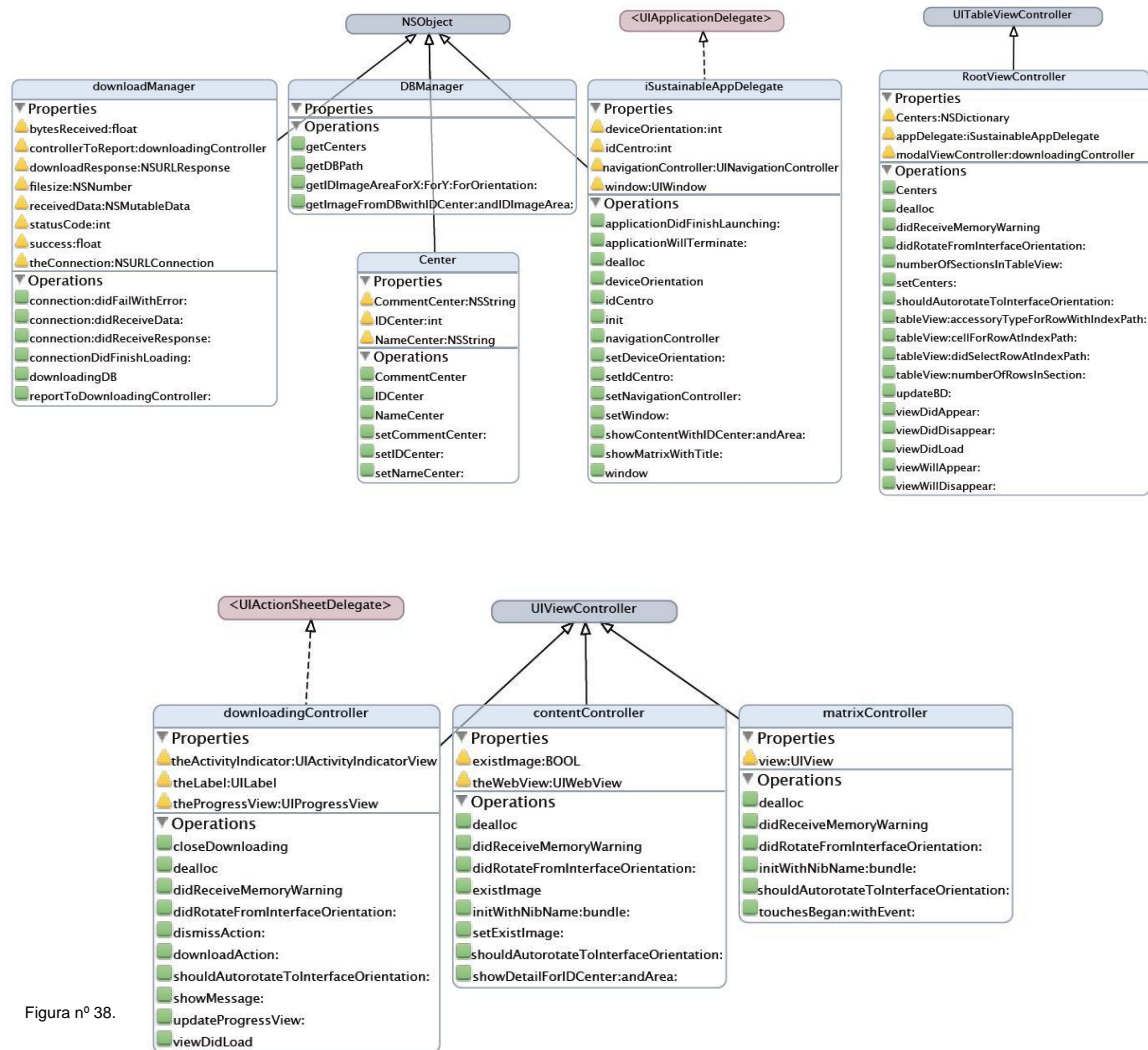 NSObject
<UIApplicationDelegate>
UITableViewController
downloadManager
Properties
bytesReceived:float
controllerToReport:downloadingController
downloadResponse:NSURLResponse
filesize:NSNumber
receivedData:NSMutableData
statusCode:int
success:float
theConnection:NSURLConnection
Operations
connection:didFailWithError:
connection:didReceiveData:
connection:didReceiveResponse:
connectionDidFinishLoading:
downloadingDB
reportToDownloadingController:
DBManager
Properties
Operations
getCenters
getDBPath
getIDImageAreaForX:ForY:ForOrientation:
getImageFromDBwithIDCenter:andIDImageArea:
Center
Properties
CommentCenter:NSString
IDCenter:int
NameCenter:NSString
Operations
CommentCenter
IDCenter
NameCenter
setCommentCenter:
setIDCenter:
setNameCenter:
iSustainableAppDelegate
Properties
deviceOrientation:int
idCentro:int
navigationController:UINavigationController
window:UIWindow
Operations
applicationDidFinishLaunching:
applicationWillTerminate:
dealloc
deviceOrientation
idCentro
init
navigationController
setDeviceOrientation:
setIdCentro:
setNavigationController:
setWindow:
showContentWithIDCenter:andArea:
showMatrixWithTitle:
window
RootViewController
Properties
Centers:NSDictionary
appDelegate:iSustainableAppDelegate
modalViewController:downloadingController
Operations
Centers
dealloc
didReceiveMemoryWarning
didRotateFromInterfaceOrientation:
numberOfSectionsInTableView:
setCenters:
shouldAutorotateToInterfaceOrientation:
tableView:accessoryTypeForRowWithIndexPath:
tableView:cellForRowAtIndexPath:
tableView:didSelectRowAtIndexPath:
tableView:numberOfRowsInSection:
updateBD:
viewDidAppear:
viewDidDisappear:
viewDidLoad
viewWillAppear:
viewWillDisappear:
<UIActionSheetDelegate>
UIViewController
downloadingController
Properties
theActivityIndicator:UIActivityIndicatorView
theLabel:UILabel
theProgressView:UIProgressView
Operations
closeDownloading
dealloc
didReceiveMemoryWarning
didRotateFromInterfaceOrientation:
dismissAction:
downloadAction:
shouldAutorotateToInterfaceOrientation:
showMessage:
updateProgressView:
viewDidLoad
contentController
Properties
existImage:BOOL
theWebView:UIWebView
Operations
dealloc
didReceiveMemoryWarning
didRotateFromInterfaceOrientation:
existImage
initWithNibName:bundle:
setExistImage:
shouldAutorotateToInterfaceOrientation:
showDetailForIDCenter:andArea:
matrixController
Properties
view:UIView
Operations
dealloc
didReceiveMemoryWarning
didRotateFromInterfaceOrientation:
initWithNibName:bundle:
shouldAutorotateToInterfaceOrientation:
touchesBegan:withEvent:
Figura nº 38.